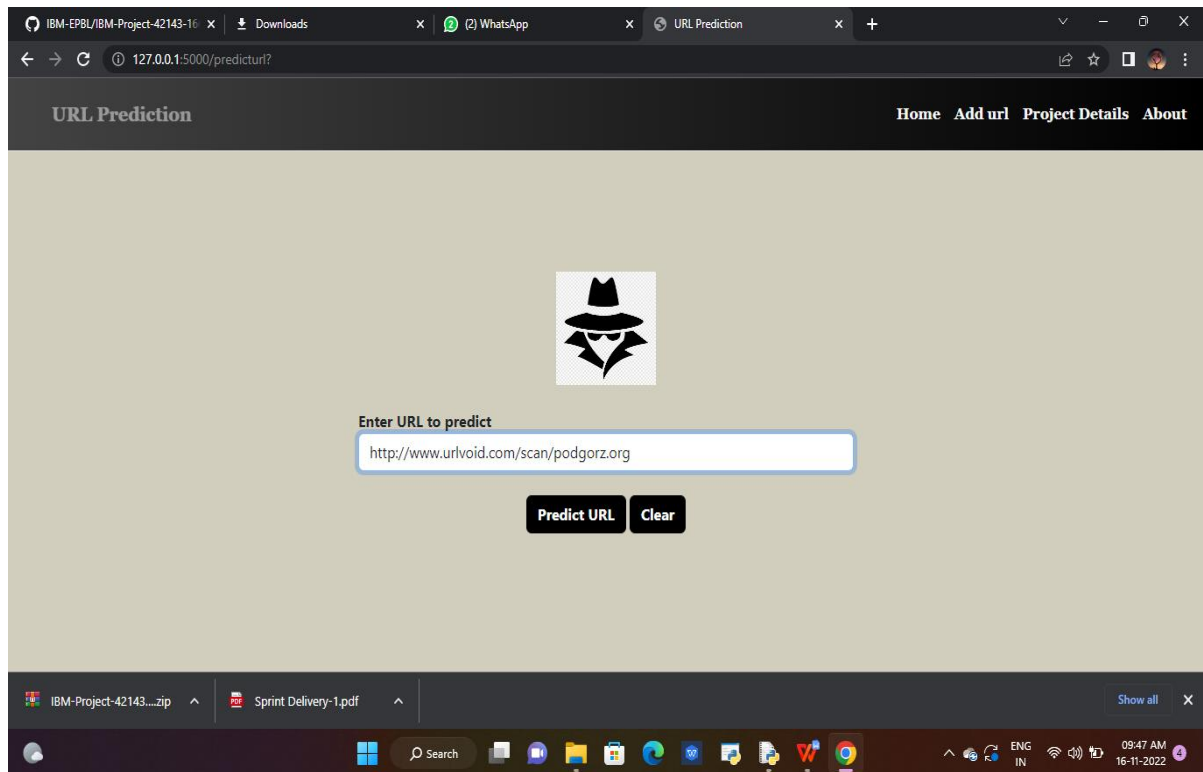 IBM-EPBL/IBM-Project-42143-16 Downloads (2) WhatsApp URL Prediction
127.0.0.1:5000/predicturl?
URL Prediction Home Add url Project Details About
Enter URL to predict
http://www.urlvoid.com/scan/podgorz.org
Predict URL Clear
IBM-Project-42143....zip Sprint Delivery-1.pdf Show all
Search ENG 09:47 AM
IN 16-11-2022 4